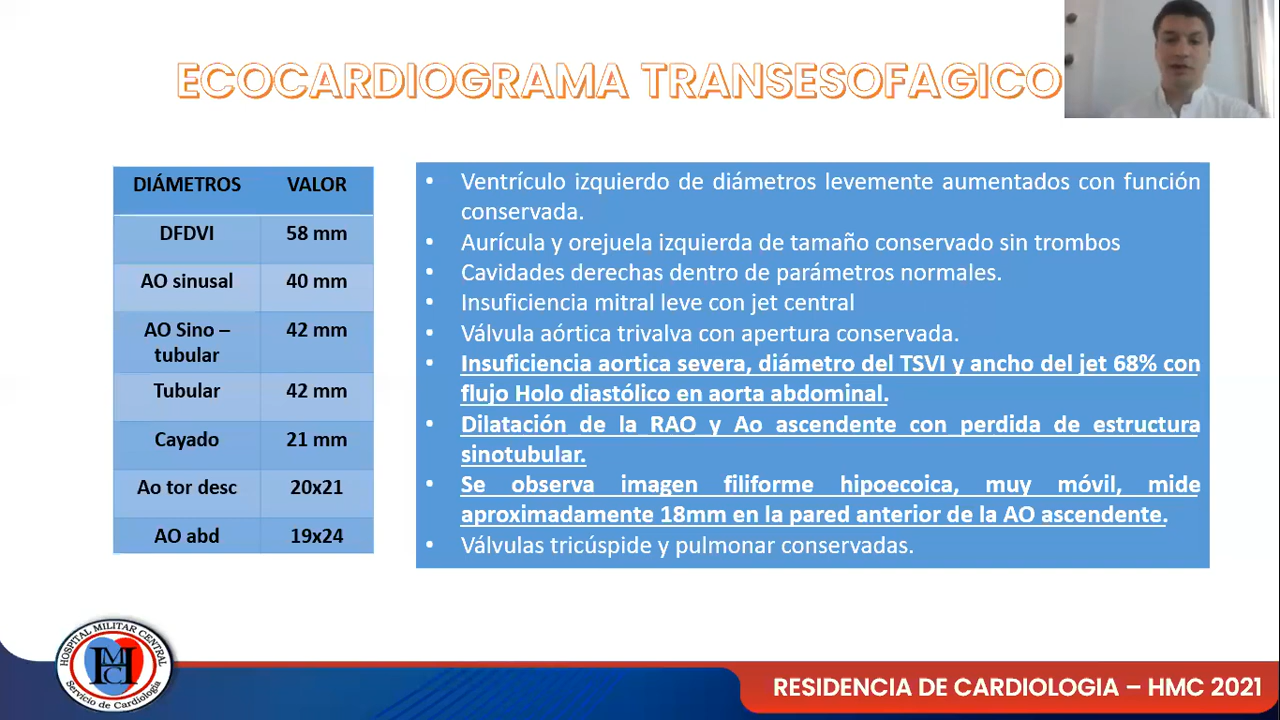 ECOCARDIOGRAMA TRANSESOFAGICO
DIÁMETROS VALOR
DFDVI 58 mm
AO sinusal 40 mm
AO Sino – 42 mm
tubular
Tubular 42 mm
Cayado 21 mm
Ao tor desc 20x21
AO abd 19x24
• Ventrículo izquierdo de diámetros levemente aumentados con función
conservada.
• Aurícula y orejuela izquierda de tamaño conservado sin trombos
• Cavidades derechas dentro de parámetros normales.
• Insuficiencia mitral leve con jet central
• Válvula aórtica trivalva con apertura conservada.
• Insuficiencia aortica severa, diámetro del TSVI y ancho del jet 68% con
flujo Holo diastólico en aorta abdominal.
• Dilatación de la RAO y Ao ascendente con perdida de estructura
sinotubular.
• Se observa imagen filiforme hipoecoica, muy móvil, mide
aproximadamente 18mm en la pared anterior de la AO ascendente.
• Válvulas tricúspide y pulmonar conservadas.
HOSPITAL MILITAR CENTRAL
HMC
Servicio de Cardiología
RESIDENCIA DE CARDIOLOGIA – HMC 2021